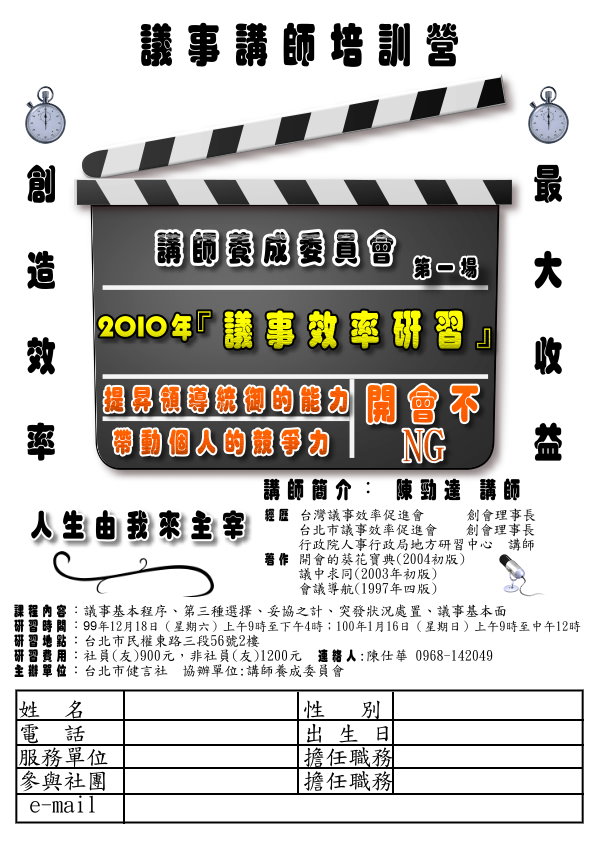 議事講師培訓營
創造效率
最大收益
講師養成委員會 第一場
2010年『議事效率研習』
提昇領導統御的能力
帶動個人的競爭力
開會不
NG
講師簡介： 陳勁達 講師
人生由我來主宰
經歷 台灣議事效率促進會 創會理事長
台北市議事效率促進會 創會理事長
行政院人事行政局地方研習中心 講師
著作 開會的葵花寶典(2004初版)
議中求同(2003年初版)
會議導航(1997年四版)
課程內容：議事基本程序、第三種選擇、妥協之計、突發狀況處置、議事基本面
研習時間：99年12月18日（星期六）上午9時至下午4時；100年1月16日（星期日）上午9時至中午12時
研習地點：台北市民權東路三段56號2樓
研習費用：社員(友)900元，非社員(友)1200元 連絡人:陳仕華 0968-142049
主辦單位：台北市健言社 協辦單位:講師養成委員會
姓 名 性 別
電 話 出 生 日
服務單位 擔任職務
參與社團 擔任職務
e-mail